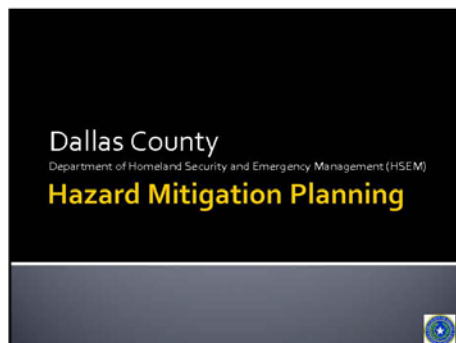 Dallas County
Department of Homeland Security and Emergency Management (HSEM)
Hazard Mitigation Planning